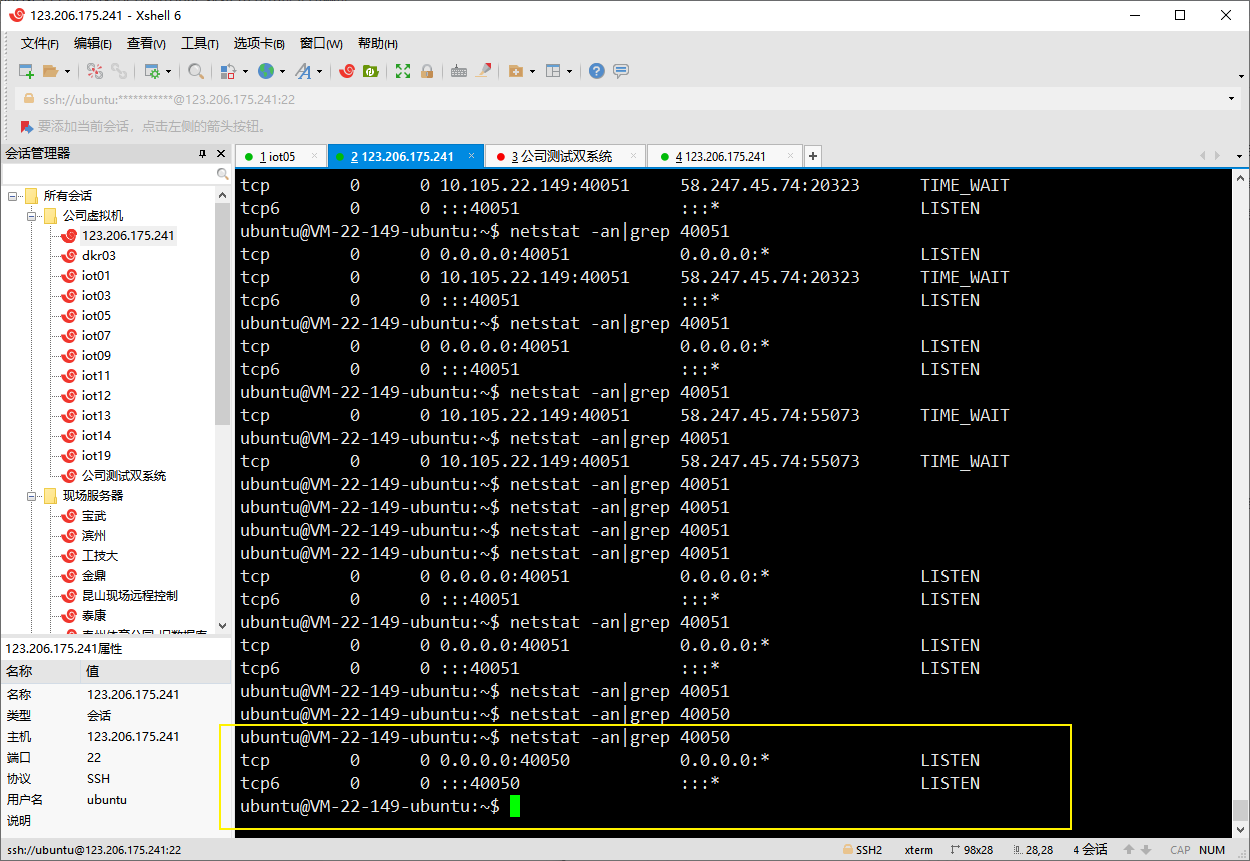 123.206.175.241 - Xshell 6
文件(F) 编辑(E) 查看(V) 工具(T) 选项卡(B) 窗口(W) 帮助(H)
ssh://ubuntu:***********@123.206.175.241:22
要添加当前会话，点击左侧的箭头按钮。
会话管理器
1 iot05 2 123.206.175.241 3 公司测试双系统 4 123.206.175.241
所有会话
公司虚拟机
123.206.175.241
dkr03
iot01
iot03
iot05
iot07
iot09
iot11
iot12
iot13
iot14
iot19
公司测试双系统
现场服务器
宝武
滨州
工技大
金鼎
昆山现场远程控制
泰康
123.206.175.241属性
名称 值
名称 123.206.175.241
类型 会话
主机 123.206.175.241
端口 22
协议 SSH
用户名 ubuntu
说明
tcp 0 0 10.105.22.149:40051 58.247.45.74:20323 TIME_WAIT
tcp6 0 0 :::40051 :::* LISTEN
ubuntu@VM-22-149-ubuntu:~$ netstat -an|grep 40051
tcp 0 0 0.0.0.0:40051 0.0.0.0:* LISTEN
tcp 0 0 10.105.22.149:40051 58.247.45.74:20323 TIME_WAIT
tcp6 0 0 :::40051 :::* LISTEN
ubuntu@VM-22-149-ubuntu:~$ netstat -an|grep 40051
tcp 0 0 0.0.0.0:40051 0.0.0.0:* LISTEN
tcp6 0 0 :::40051 :::* LISTEN
ubuntu@VM-22-149-ubuntu:~$ netstat -an|grep 40051
tcp 0 0 10.105.22.149:40051 58.247.45.74:55073 TIME_WAIT
ubuntu@VM-22-149-ubuntu:~$ netstat -an|grep 40051
tcp 0 0 10.105.22.149:40051 58.247.45.74:55073 TIME_WAIT
ubuntu@VM-22-149-ubuntu:~$ netstat -an|grep 40051
ubuntu@VM-22-149-ubuntu:~$ netstat -an|grep 40051
ubuntu@VM-22-149-ubuntu:~$ netstat -an|grep 40051
ubuntu@VM-22-149-ubuntu:~$ netstat -an|grep 40051
tcp 0 0 0.0.0.0:40051 0.0.0.0:* LISTEN
tcp6 0 0 :::40051 :::* LISTEN
ubuntu@VM-22-149-ubuntu:~$ netstat -an|grep 40051
tcp 0 0 0.0.0.0:40051 0.0.0.0:* LISTEN
tcp6 0 0 :::40051 :::* LISTEN
ubuntu@VM-22-149-ubuntu:~$ netstat -an|grep 40051
ubuntu@VM-22-149-ubuntu:~$ netstat -an|grep 40050
ubuntu@VM-22-149-ubuntu:~$ netstat -an|grep 40050
tcp 0 0 0.0.0.0:40050 0.0.0.0:* LISTEN
tcp6 0 0 :::40050 :::* LISTEN
ubuntu@VM-22-149-ubuntu:~$
ssh://ubuntu@123.206.175.241:22 SSH2 xterm 98x28 28,28 4 会话 CAP NUM